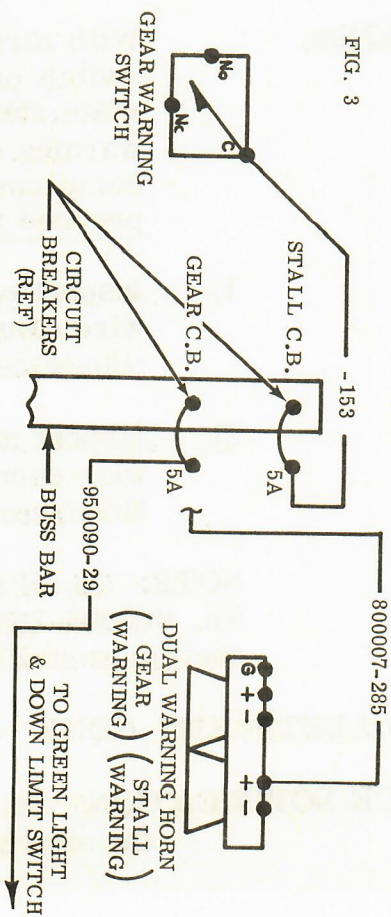 FIG. 3
GEAR WARNING
SWITCH
No
Nc
C
-153
STALL C.B.
GEAR C.B.
CIRCUIT
BREAKERS
(REF)
5A
5A
BUSS BAR
950090-29
800007-285
G + - + -
DUAL WARNING HORN
(GEAR WARNING) (STALL WARNING)
TO GREEN LIGHT
& DOWN LIMIT SWITCH